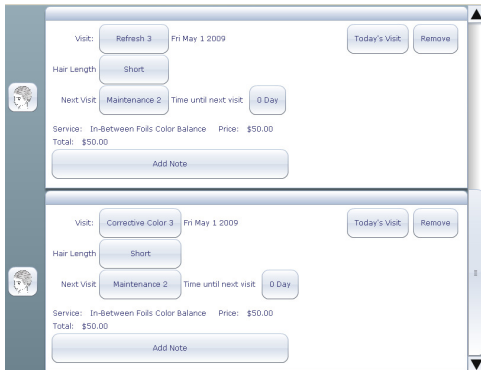 Visit: Refresh 3 Fri May 1 2009 Today's Visit Remove
Hair Length Short
Next Visit Maintenance 2 Time until next visit 0 Day
Service: In-Between Foils Color Balance Price: $50.00
Total: $50.00
Add Note
Visit: Corrective Color 3 Fri May 1 2009 Today's Visit Remove
Hair Length Short
Next Visit Maintenance 2 Time until next visit 0 Day
Service: In-Between Foils Color Balance Price: $50.00
Total: $50.00
Add Note